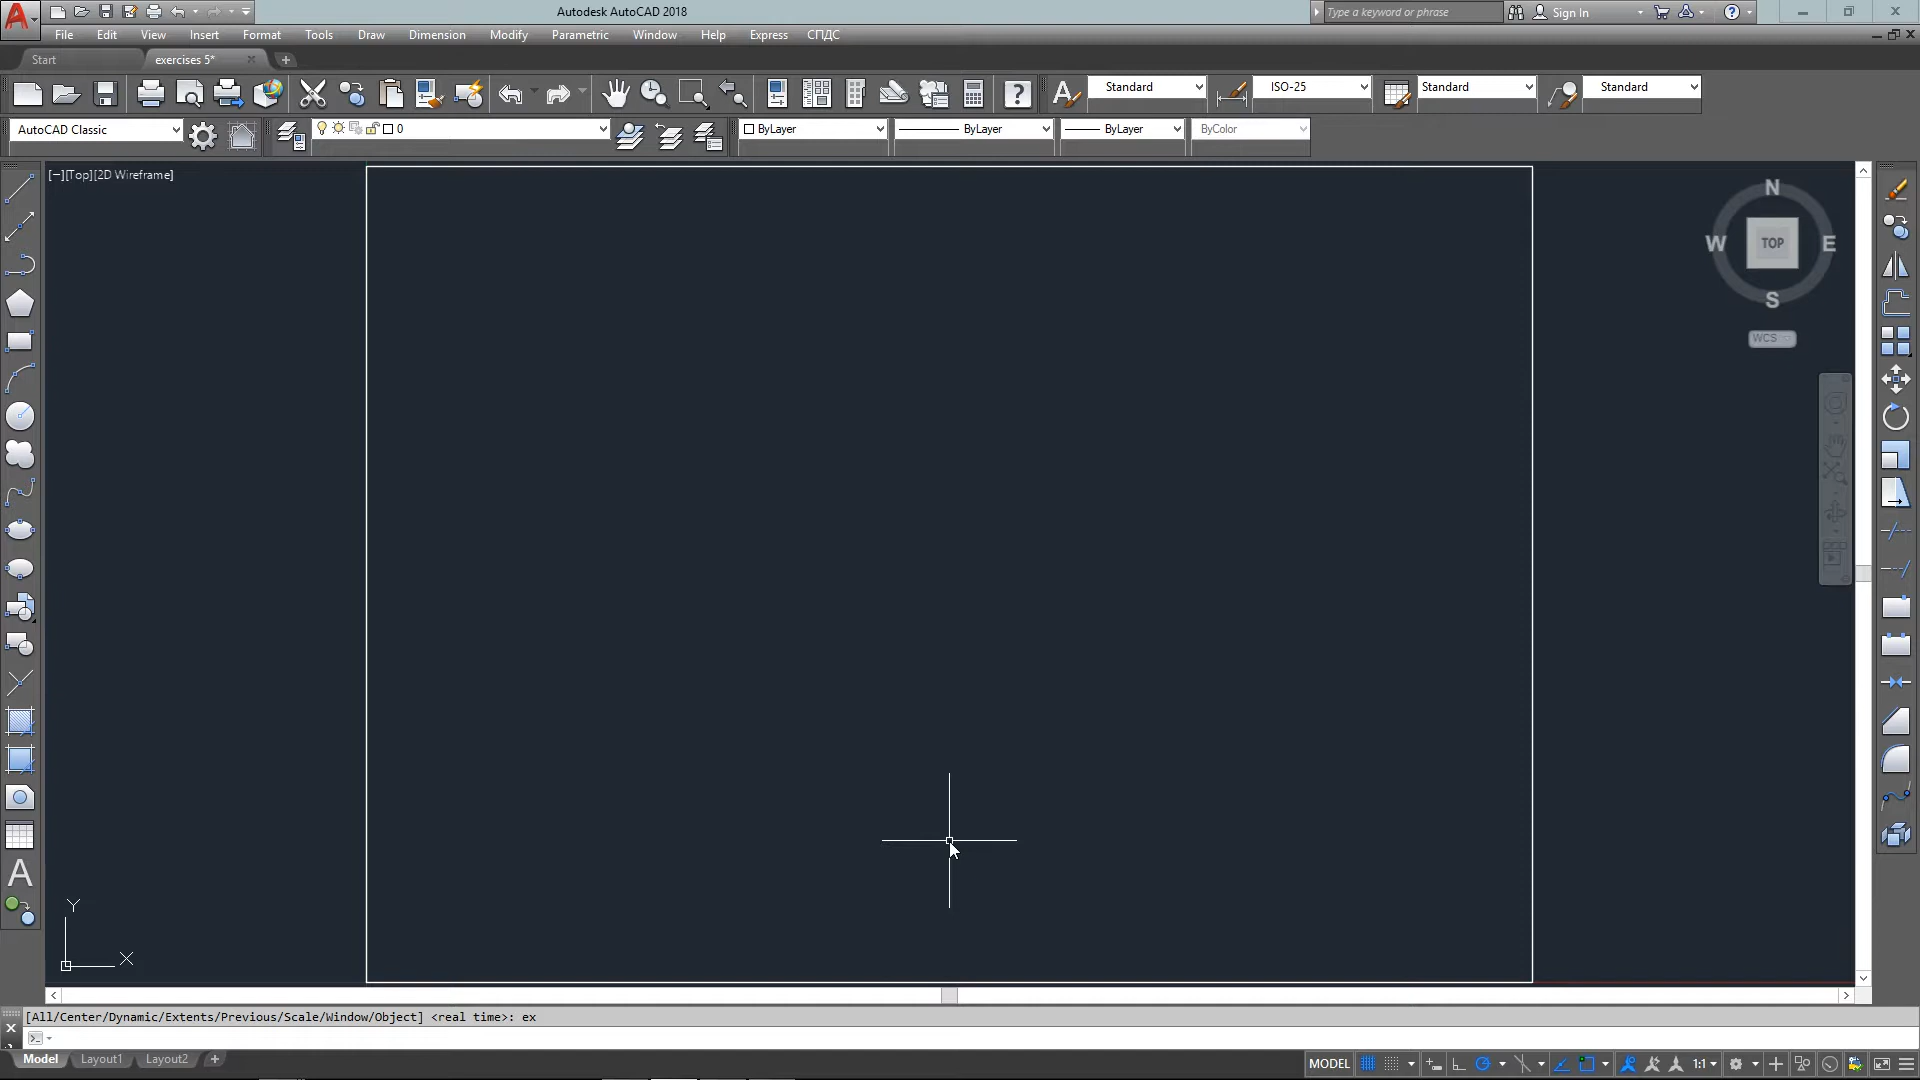 Autodesk AutoCAD 2018
Type a keyword or phrase
Sign In
File Edit View Insert Format Tools Draw Dimension Modify Parametric Window Help Express СПДС
Start exercises 5*
Standard ISO-25 Standard Standard
AutoCAD Classic 0 ByLayer ByLayer ByLayer ByColor
[−][Top][2D Wireframe]
N
W TOP E
S
WCS
Y
X
[All/Center/Dynamic/Extents/Previous/Scale/Window/Object] <real time>: ex
Model Layout1 Layout2
MODEL 1:1